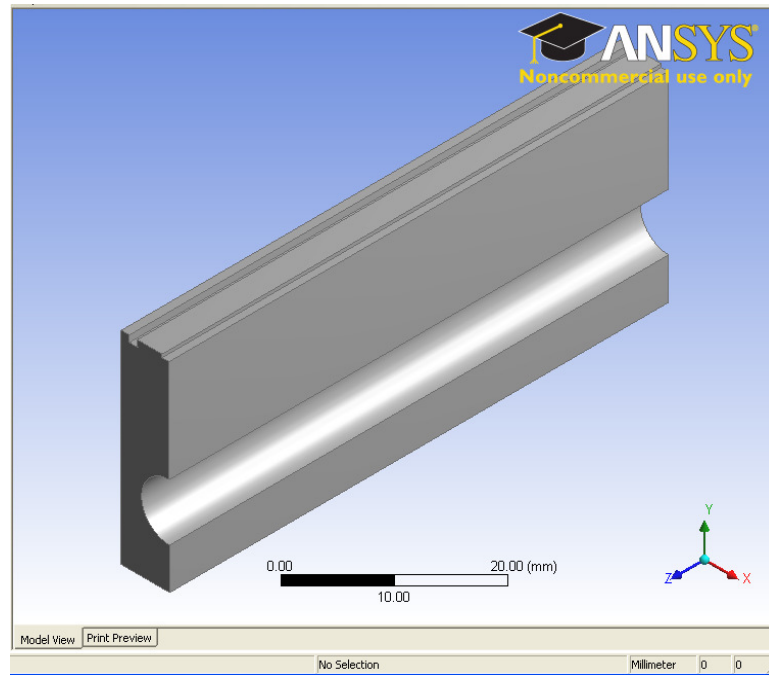 ANSYS
Noncommercial use only
Y
Z
X
0.00
20.00 (mm)
10.00
Model View
Print Preview
No Selection
Millimeter
0
0